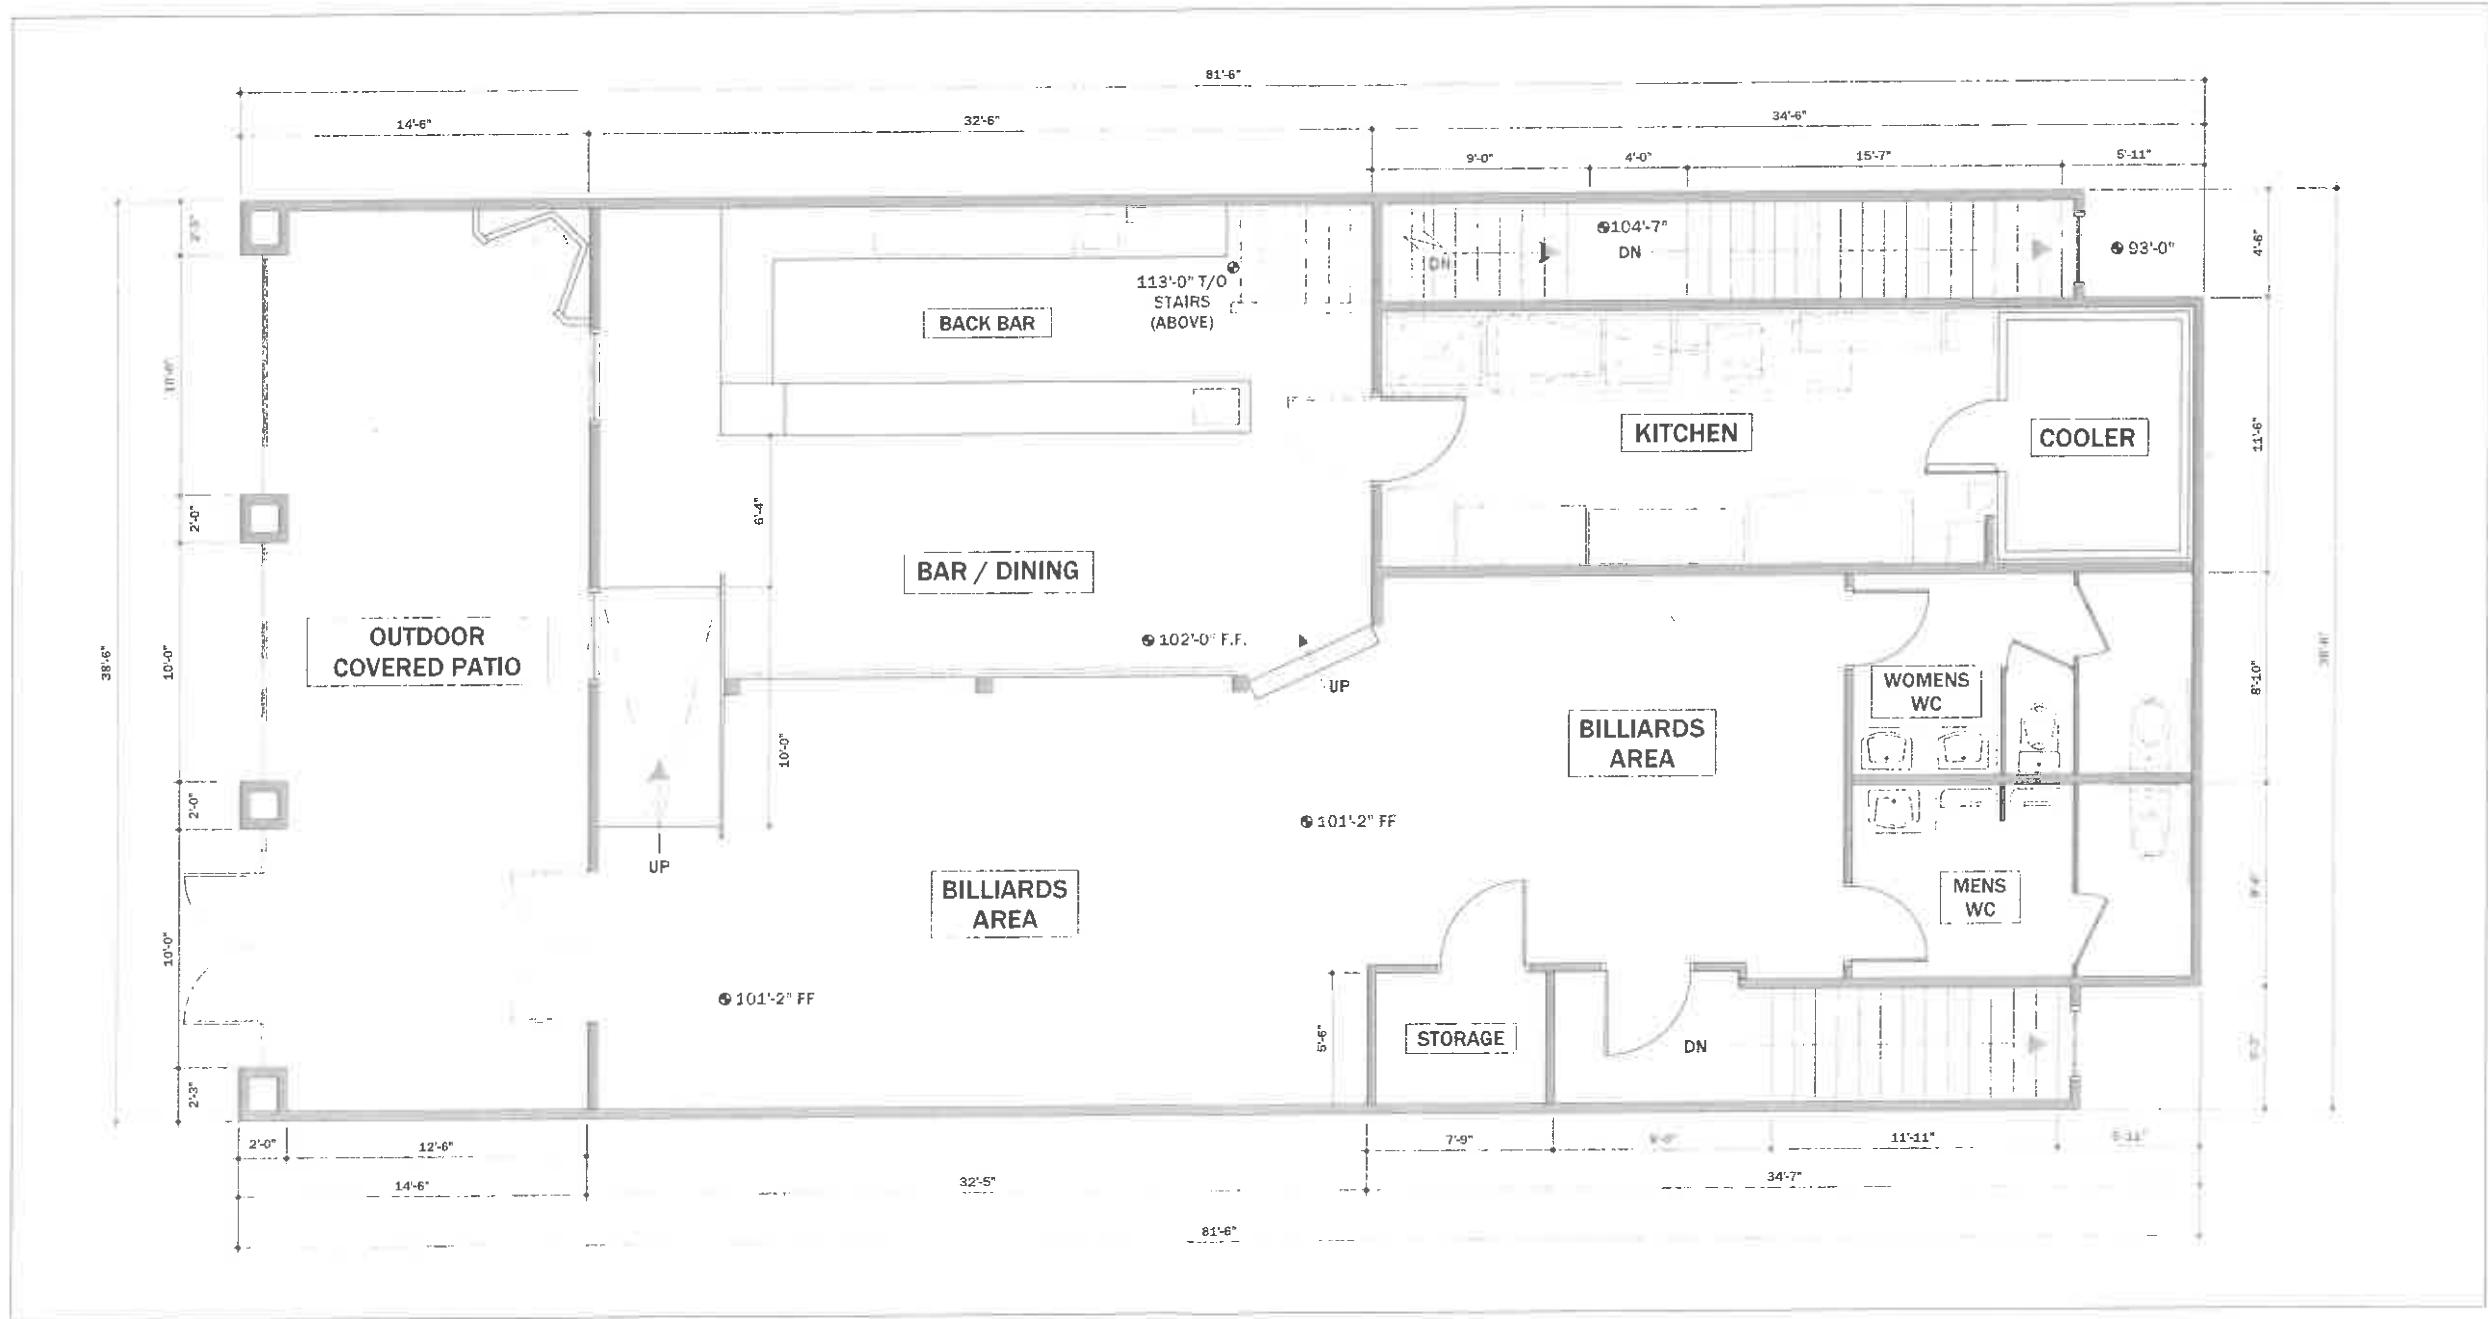 81'-6"
14'-6"
32'-6"
34'-6"
9'-0"
4'-0"
15'-7"
5'-11"
2'-3"
104'-7"
DN
DN
93'-0"
4'-6"
113'-0" T/O
STAIRS
(ABOVE)
BACK BAR
KITCHEN
COOLER
11'-6"
2'-0"
6'-4"
BAR / DINING
OUTDOOR
COVERED PATIO
102'-0" F.F.
UP
38'-6"
10'-0"
WOMENS
WC
8'-10"
BILLIARDS
AREA
10'-0"
2'-0"
101'-2" FF
UP
BILLIARDS
AREA
MENS
WC
10'-0"
101'-2" FF
5'-6"
STORAGE
DN
2'-3"
2'-0"
12'-6"
7'-9"
11'-11"
5-11"
14'-6"
32'-5"
34'-7"
81'-6"